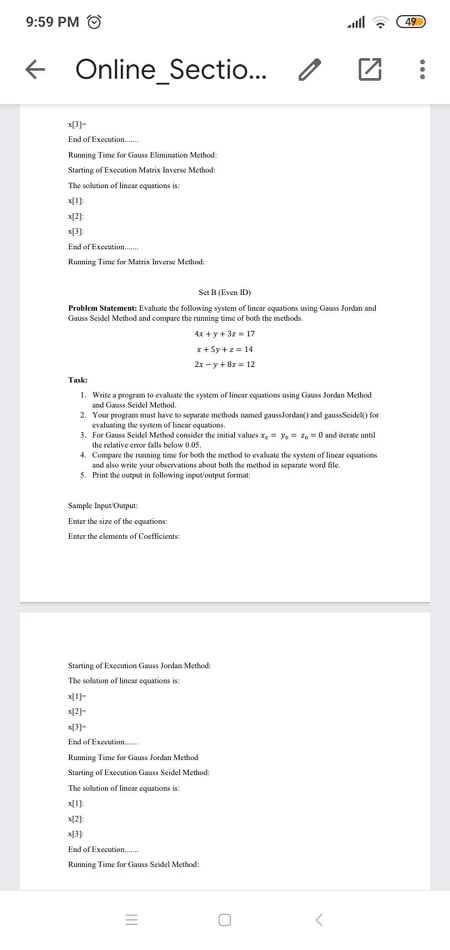 9:59 PM
49
Online_Sectio...
x[3]=
End of Execution.......
Running Time for Gauss Elimination Method:
Starting of Execution Matrix Inverse Method:
The solution of linear equations is:
x[1]:
x[2]:
x[3]:
End of Execution.......
Running Time for Matrix Inverse Method:
Set B (Even ID)
Problem Statement: Evaluate the following system of linear equations using Gauss Jordan and
Gauss Seidel Method and compare the running time of both the methods.
4x + y + 3z = 17
x + 5y + z = 14
2x − y + 8z = 12
Task:
1. Write a program to evaluate the system of linear equations using Gauss Jordan Method
and Gauss Seidel Method.
2. Your program must have to separate methods named gaussJordan() and gaussSeidel() for
evaluating the system of linear equations.
3. For Gauss Seidel Method consider the initial values x₀ = y₀ = z₀ = 0 and iterate until
the relative error falls below 0.05.
4. Compare the running time for both the method to evaluate the system of linear equations
and also write your observations about both the method in separate word file.
5. Print the output in following input/output format:
Sample Input/Output:
Enter the size of the equations:
Enter the elements of Coefficients:
Starting of Execution Gauss Jordan Method:
The solution of linear equations is:
x[1]=
x[2]=
x[3]=
End of Execution.......
Running Time for Gauss Jordan Method
Starting of Execution Gauss Seidel Method:
The solution of linear equations is:
x[1]:
x[2]:
x[3]:
End of Execution.......
Running Time for Gauss Seidel Method: